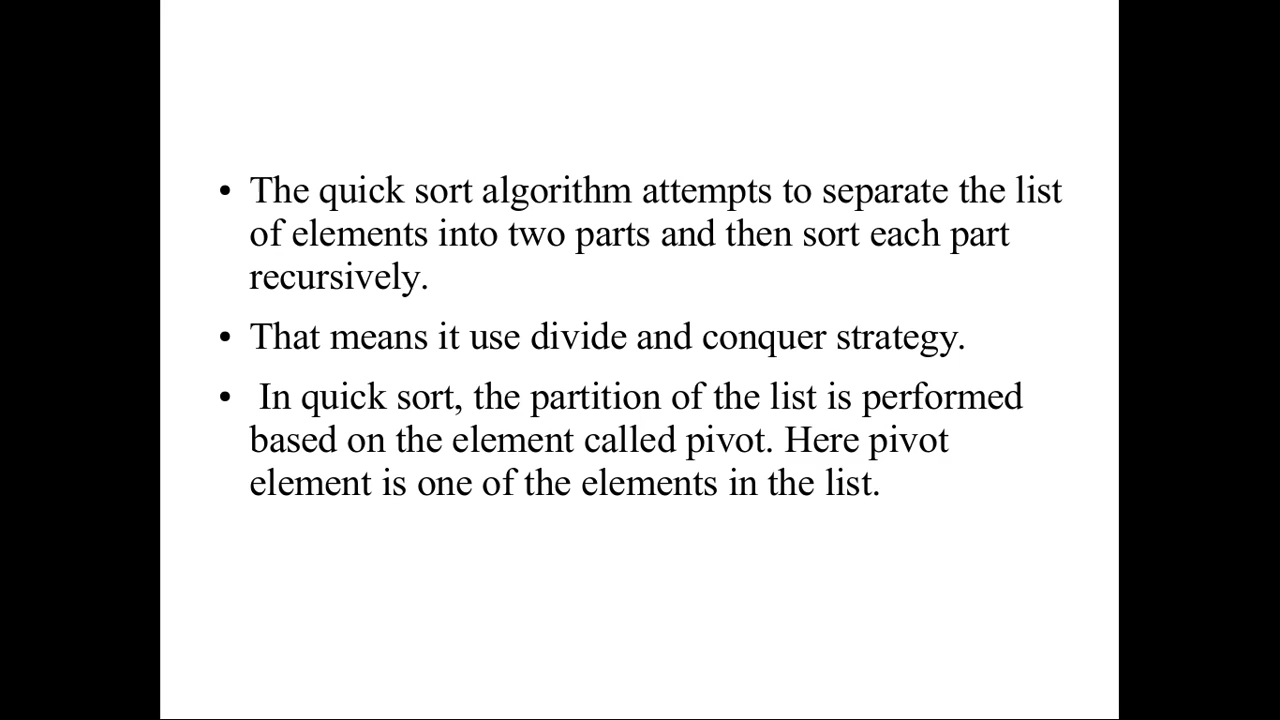 • The quick sort algorithm attempts to separate the list
of elements into two parts and then sort each part
recursively.
• That means it use divide and conquer strategy.
• In quick sort, the partition of the list is performed
based on the element called pivot. Here pivot
element is one of the elements in the list.